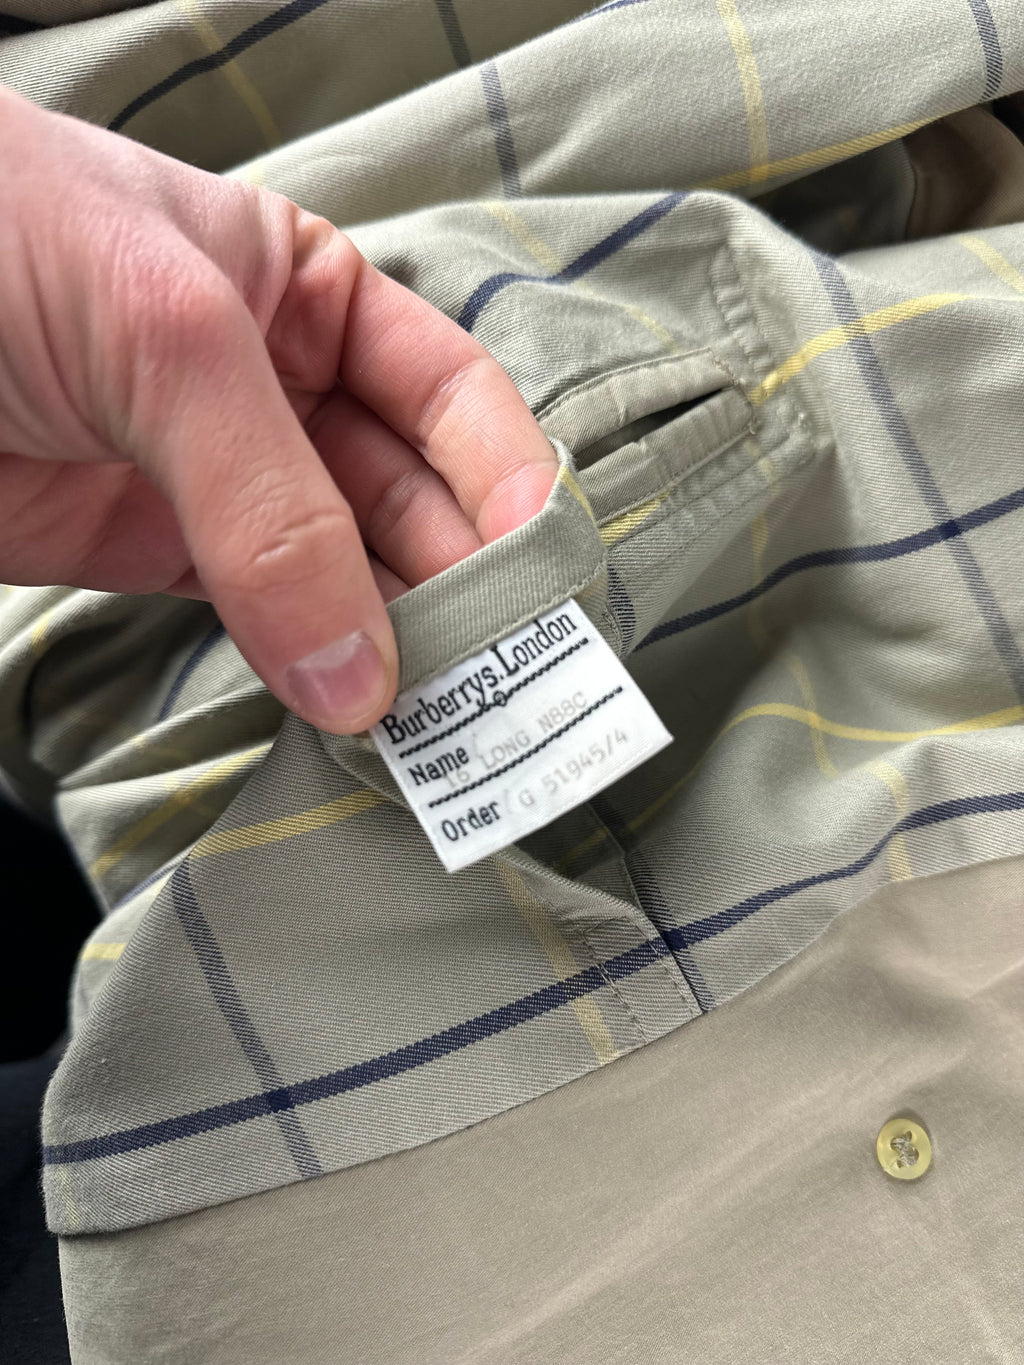 Burberrys.London
Name 16 LONG N88C
Order G 51945/4